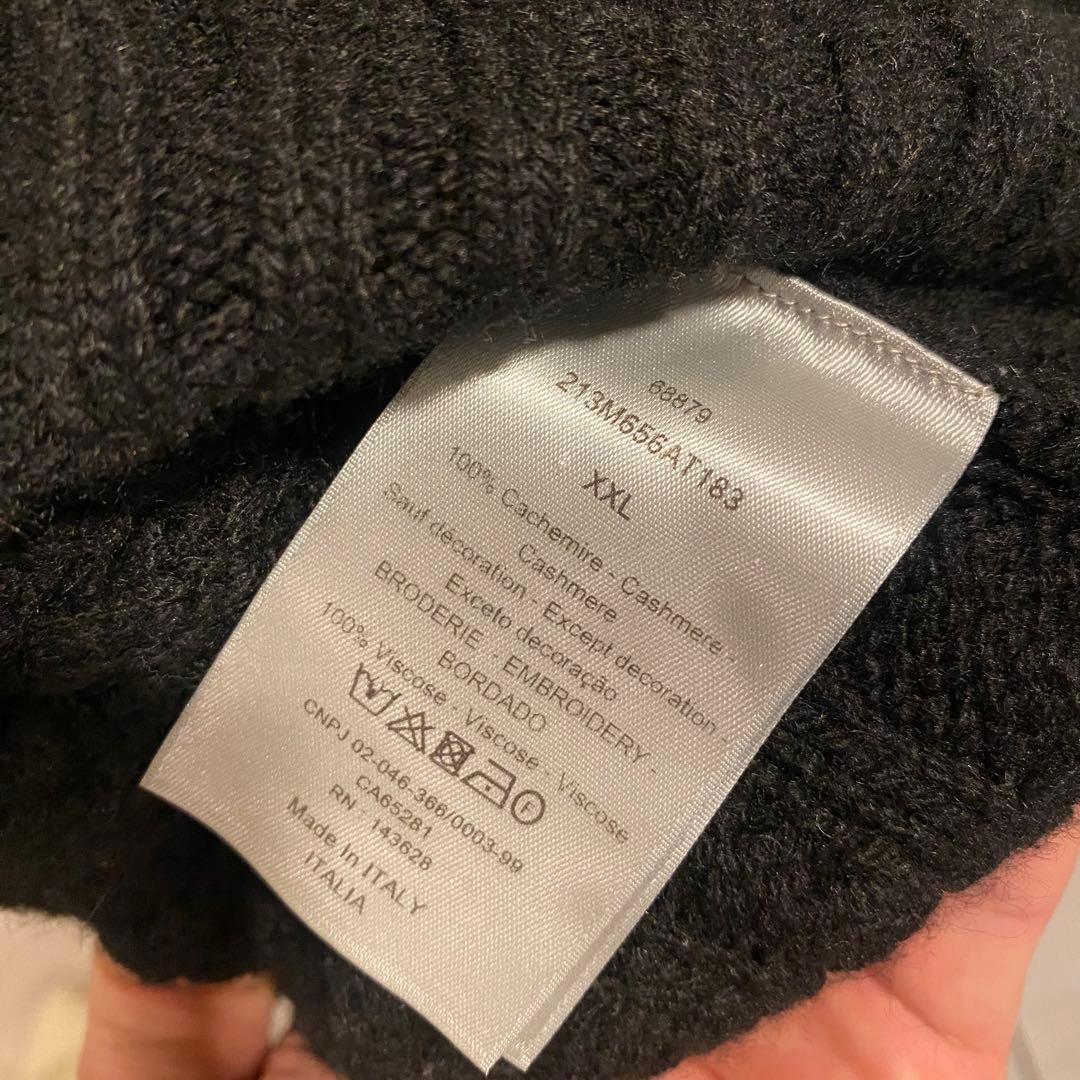 68879
213M656AT183
XXL
100% Cachemire - Cashmere -
Cashmere
Sauf décoration - Except decoration -
Exceto decoração
BRODERIE - EMBROIDERY -
BORDADO
100% Viscose - Viscose - Viscose
CNPJ 02-046-366/0003-99
CA65281
RN - 143628
Made In ITALY
ITALIA